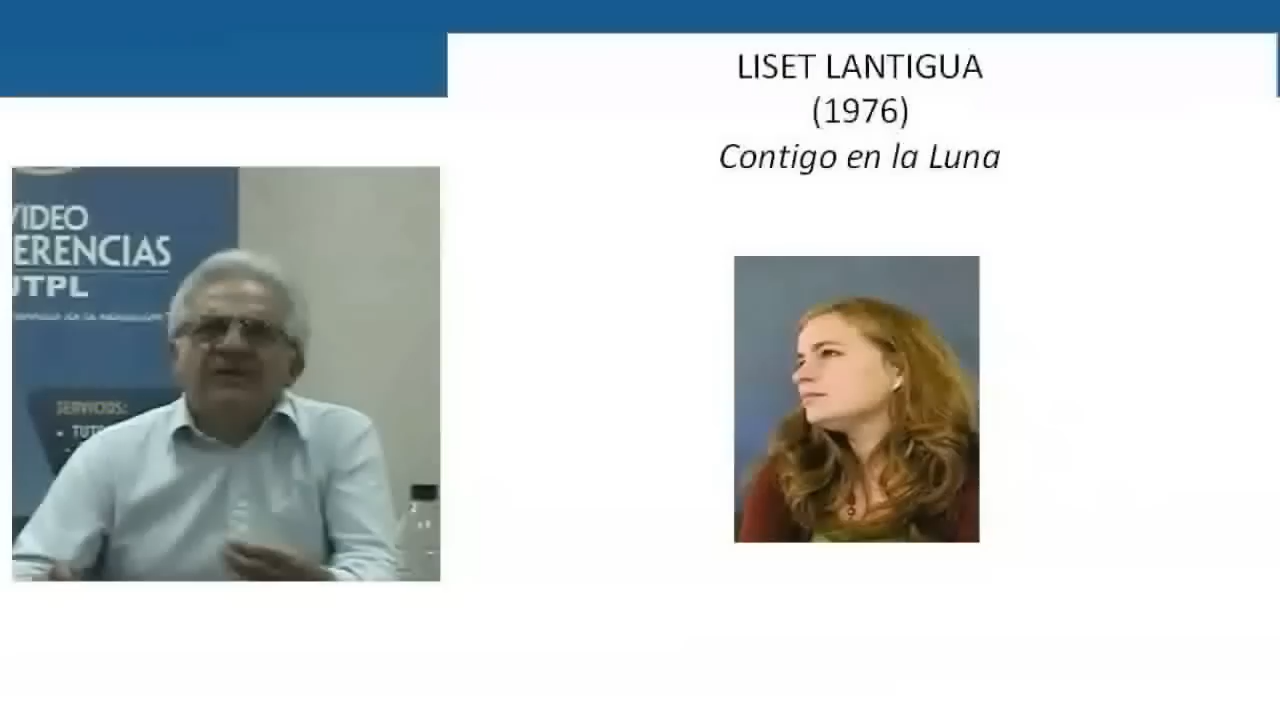 LISET LANTIGUA
(1976)
Contigo en la Luna
VIDEO
ERENCIAS
UTPL
SERVICIOS: